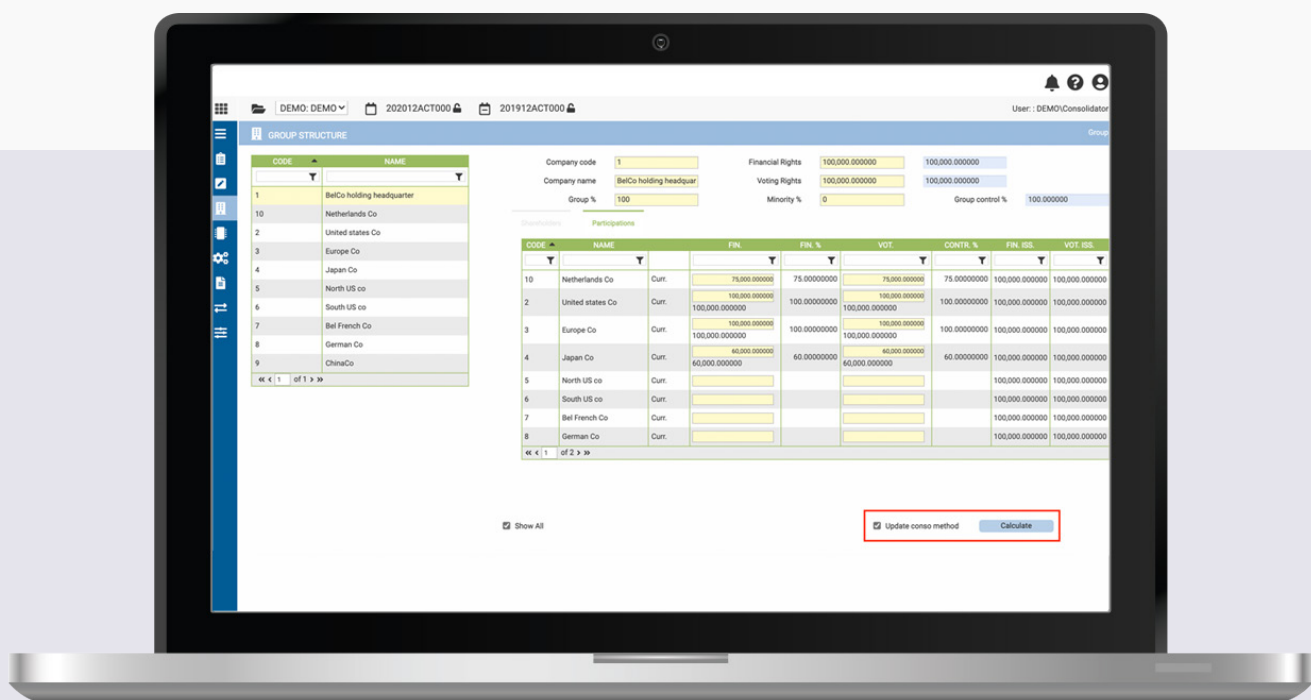 DEMO: DEMO 202012ACT000 201912ACT000 User: : DEMO\Consolidator
GROUP STRUCTURE Group
CODE NAME
1 BelCo holding headquarter
10 Netherlands Co
2 United states Co
3 Europe Co
4 Japan Co
5 North US co
6 South US co
7 Bel French Co
8 German Co
9 ChinaCo
1 of 1
Company code 1 Financial Rights 100,000.000000 100,000.000000
Company name BelCo holding headquar Voting Rights 100,000.000000 100,000.000000
Group % 100 Minority % 0 Group control % 100.000000
Shareholders Participations
CODE NAME FIN. FIN. % VOT. CONTR. % FIN. ISS. VOT. ISS.
10 Netherlands Co Curr. 75,000.000000 75.00000000 75,000.000000 75.00000000 100,000.000000 100,000.000000
2 United states Co Curr. 100,000.000000 100.00000000 100,000.000000 100.00000000 100,000.000000 100,000.000000
100,000.000000 100,000.000000
3 Europe Co Curr. 100,000.000000 100.00000000 100,000.000000 100.00000000 100,000.000000 100,000.000000
100,000.000000 100,000.000000
4 Japan Co Curr. 60,000.000000 60.00000000 60,000.000000 60.00000000 100,000.000000 100,000.000000
60,000.000000 60,000.000000
5 North US co Curr. 100,000.000000 100,000.000000
6 South US co Curr. 100,000.000000 100,000.000000
7 Bel French Co Curr. 100,000.000000 100,000.000000
8 German Co Curr. 100,000.000000 100,000.000000
1 of 2
Show All Update conso method Calculate